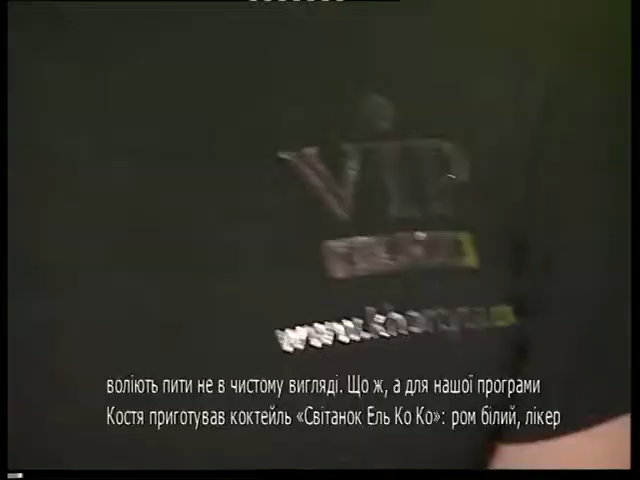 VIP
воліють пити не в чистому вигляді. Що ж, а для нашої програми
Костя приготував коктейль «Світанок Ель Ко Ко»: ром білий, лікер